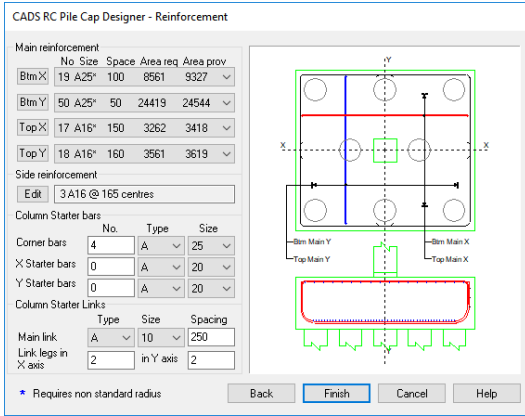 CADS RC Pile Cap Designer - Reinforcement
Main reinforcement
No Size Space Area req Area prov
Btm X 19 A25* 100 8561 9327
Btm Y 50 A25* 50 24419 24544
Top X 17 A16* 150 3262 3418
Top Y 18 A16* 160 3561 3619
Side reinforcement
Edit 3 A16 @ 165 centres
Column Starter bars
No. Type Size
Corner bars 4 A 25
X Starter bars 0 A 20
Y Starter bars 0 A 20
Column Starter Links
Type Size Spacing
Main link A 10 250
Link legs in X axis 2 in Y axis 2
* Requires non standard radius
Y
X X
Btm Main Y Btm Main X
Top Main Y Top Main X
Y
Back Finish Cancel Help